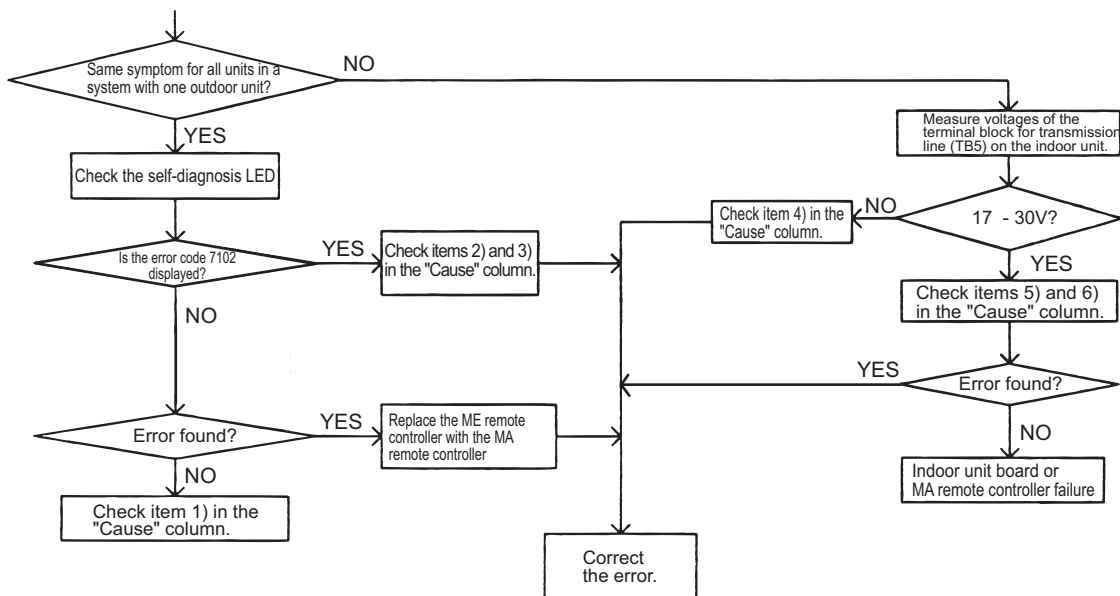 Same symptom for all units in a
system with one outdoor unit?
NO
YES
Measure voltages of the
terminal block for transmission
line (TB5) on the indoor unit.
Check the self-diagnosis LED
17 - 30V?
NO
Check item 4) in the
"Cause" column.
YES
Is the error code 7102
displayed?
YES
Check items 2) and 3)
in the "Cause" column.
NO
Check items 5) and 6)
in the "Cause" column.
Error found?
YES
NO
Indoor unit board or
MA remote controller failure
Error found?
YES
Replace the ME remote
controller with the MA
remote controller
NO
Check item 1) in the
"Cause" column.
Correct
the error.